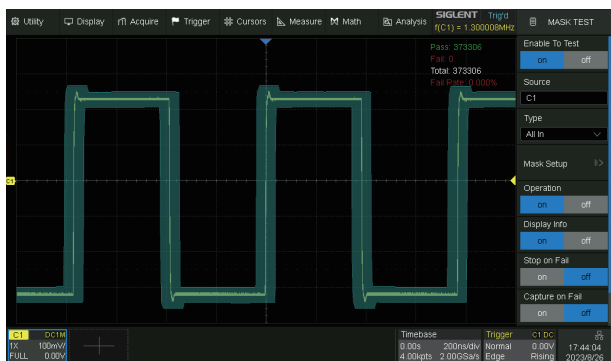 Utility Display Acquire Trigger Cursors Measure Math Analysis
SIGLENT Trig'd
f(C1) = 1.300008MHz
MASK TEST
Pass: 373306
Fail: 0
Total: 373306
Fail Rate: 0.000%
Enable To Test
on off
Source
C1
Type
All In
Mask Setup
Operation
on off
Display Info
on off
Stop on Fail
on off
Capture on Fail
on off
C1
C1 DC1M
1X 100mV/
FULL 0.00V
Timebase
0.00s 200ns/div
4.00kpts 2.00GSa/s
Trigger C1 DC
Normal 0.00V
Edge Rising
17:44:04
2023/8/26